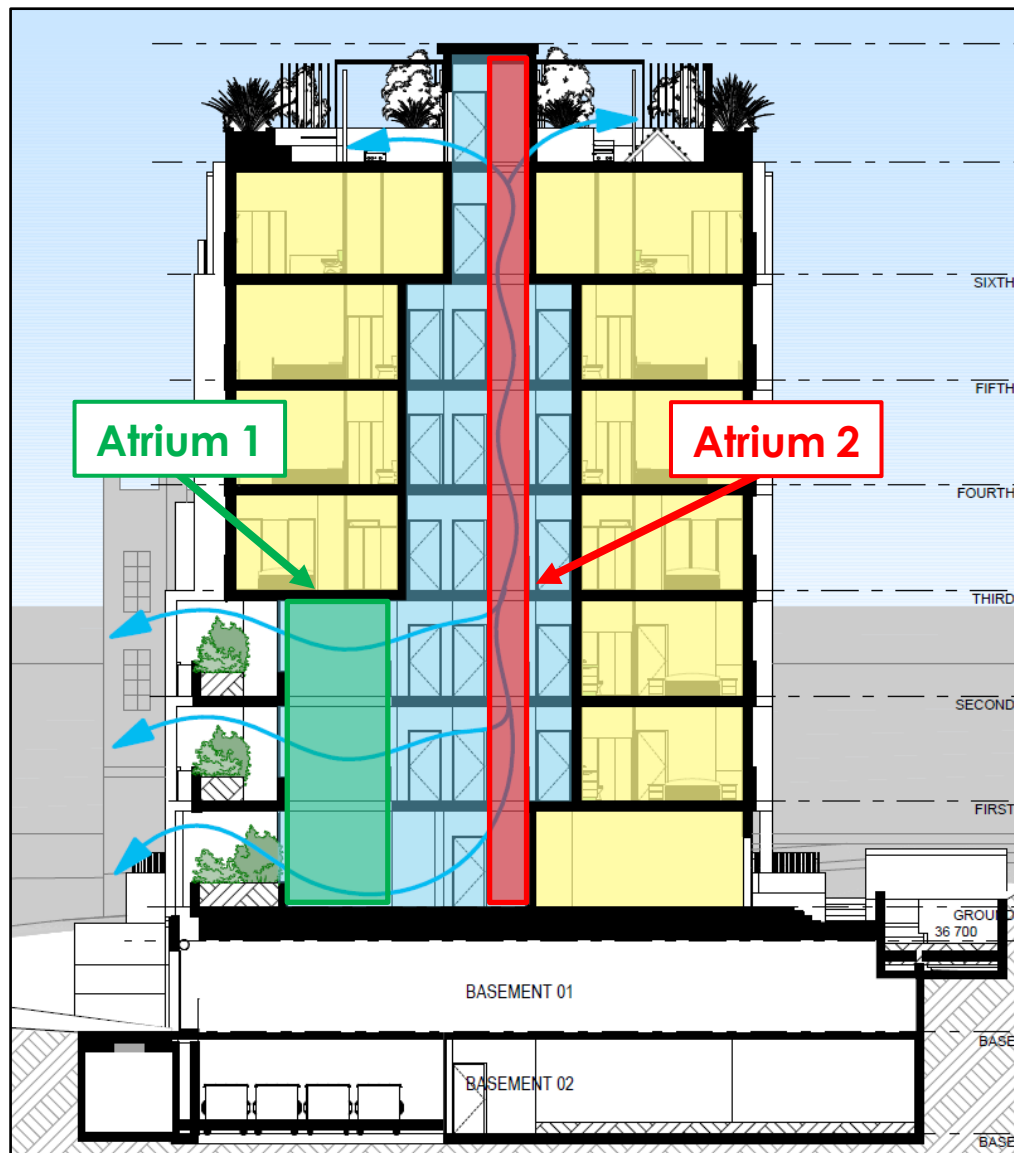 SIXTH
FIFTH
Atrium 1
Atrium 2
FOURTH
THIRD
SECOND
FIRST
GROUND
36 700
BASEMENT 01
BASE
BASEMENT 02
BASE